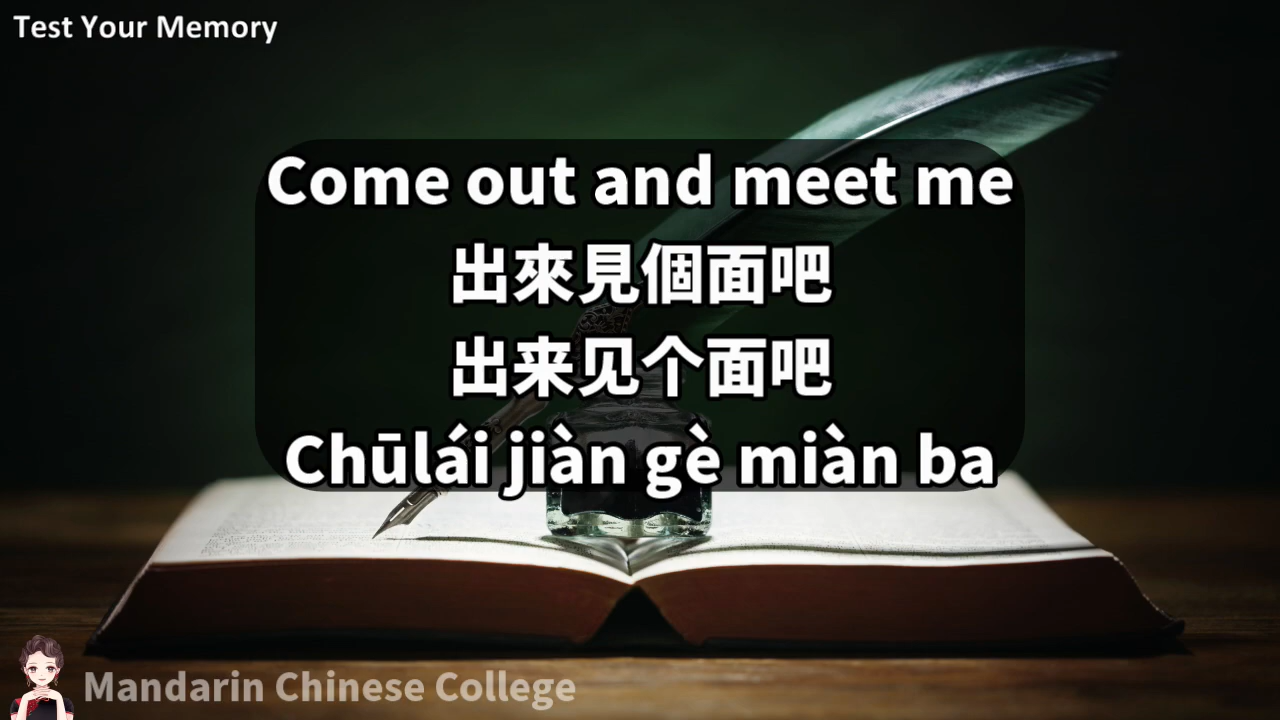 Test Your Memory
Come out and meet me
出來見個面吧
出来见个面吧
Chūlái jiàn gè miàn ba
Mandarin Chinese College